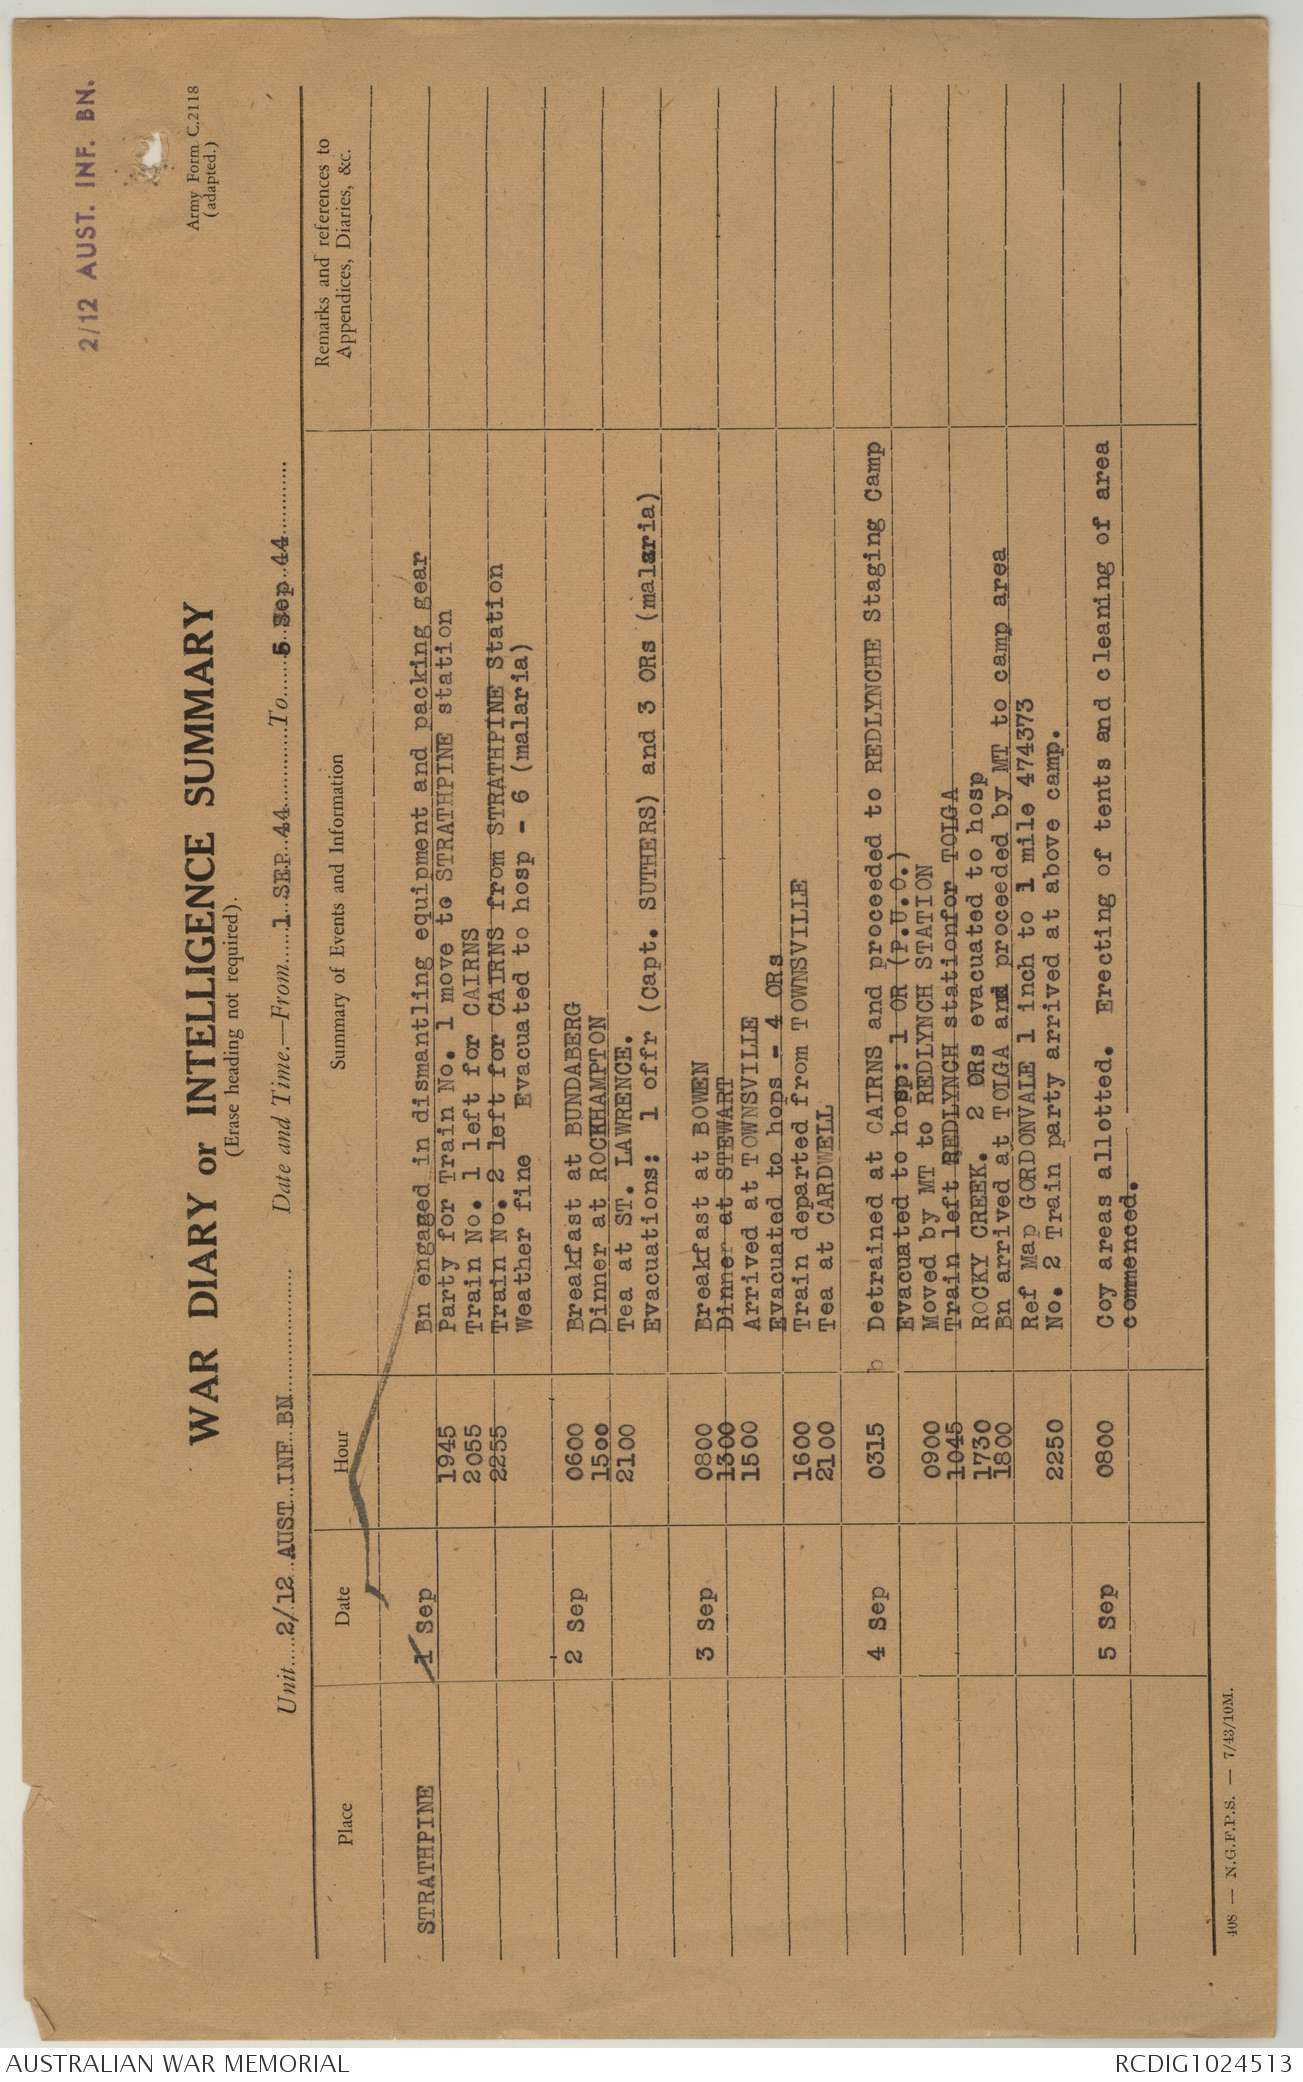 2/12 AUST. INF. BN.
Army Form C.2118
(adapted.)
WAR DIARY or INTELLIGENCE SUMMARY
(Erase heading not required).
Unit.....2/12..AUST..INF..BN............... Date and Time.—From.....1..SEP..44............To......5 Sep..44...........
Place Date Hour Summary of Events and Information Remarks and references to
Appendices, Diaries, &c.
STRATHPINE 1 Sep Bn engaged in dismantling equipment and packing gear
1945 Party for Train No. 1 move to STRATHPINE station
2055 Train No. 1 left for CAIRNS
2255 Train No. 2 left for CAIRNS from STRATHPINE Station
Weather fine Evacuated to hosp - 6 (malaria)
2 Sep 0600 Breakfast at BUNDABERG
1500 Dinner at ROCKHAMPTON
2100 Tea at ST. LAWRENCE.
Evacuations: 1 offr (Capt. SUTHERS) and 3 ORs (malaria)
3 Sep 0800 Breakfast at BOWEN
1300 Dinner at STEWART
1500 Arrived at TOWNSVILLE
Evacuated to hops - 4 ORs
1600 Train departed from TOWNSVILLE
2100 Tea at CARDWELL
4 Sep 0315 Detrained at CAIRNS and proceeded to REDLYNCHE Staging Camp
Evacuated to hosp: 1 OR (P.U.O.)
0900 Moved by MT to REDLYNCH STATION
1045 Train left REDLYNCH stationfor TOLGA
1730 ROCKY CREEK. 2 ORs evacuated to hosp
1800 Bn arrived at TOLGA and proceeded by MT to camp area
Ref Map GORDONVALE 1 inch to 1 mile 474373
2250 No. 2 Train party arrived at above camp.
5 Sep 0800 Coy areas allotted. Erecting of tents and cleaning of area
commenced.
408 — N.G.F.P.S. — 7/43/10M.
AUSTRALIAN WAR MEMORIAL RCDIG1024513